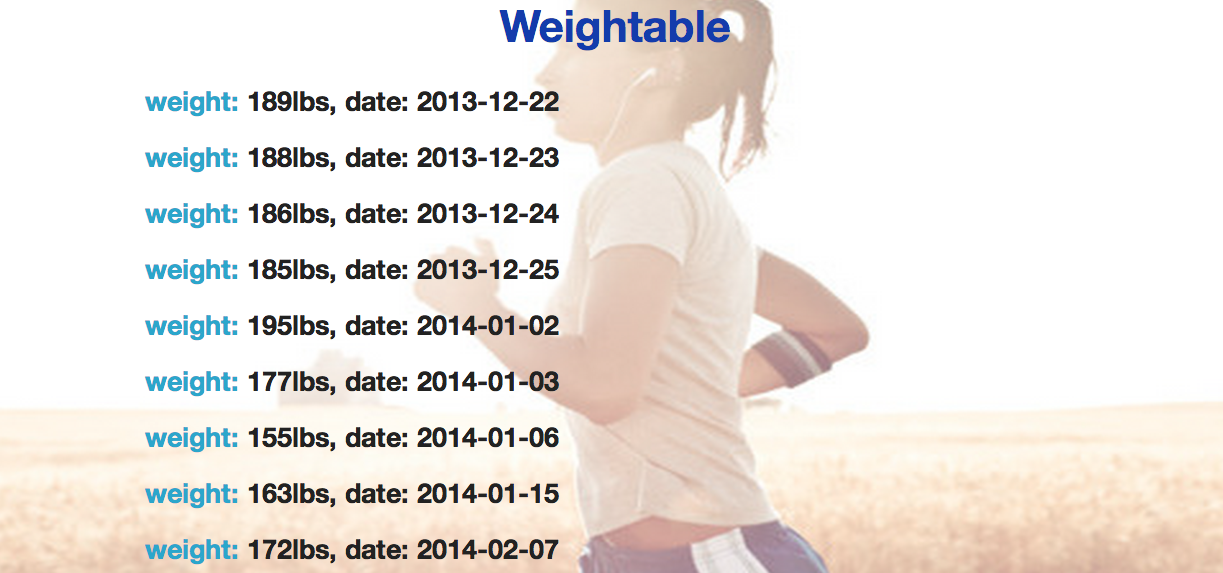 Weightable
weight: 189lbs, date: 2013-12-22
weight: 188lbs, date: 2013-12-23
weight: 186lbs, date: 2013-12-24
weight: 185lbs, date: 2013-12-25
weight: 195lbs, date: 2014-01-02
weight: 177lbs, date: 2014-01-03
weight: 155lbs, date: 2014-01-06
weight: 163lbs, date: 2014-01-15
weight: 172lbs, date: 2014-02-07